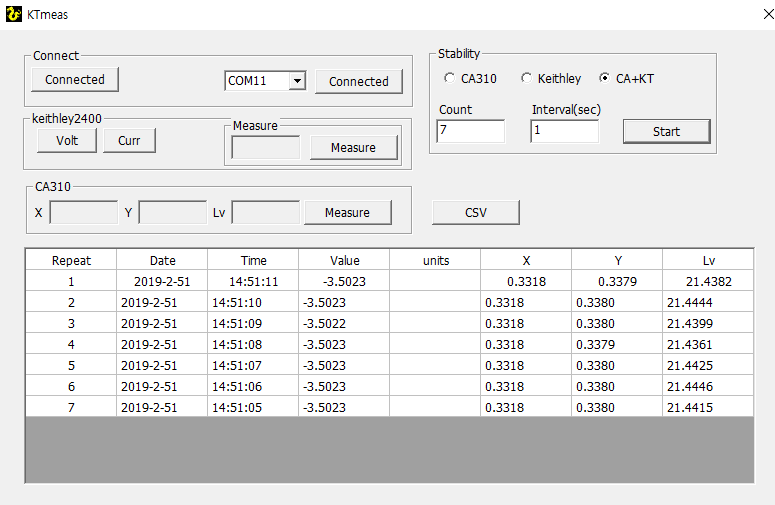 KTmeas
Connect
Connected
COM11
Connected
Stability
CA310
Keithley
CA+KT
Count
Interval(sec)
7
1
Start
keithley2400
Volt
Curr
Measure
Measure
CA310
X
Y
Lv
Measure
CSV
Repeat Date Time Value units X Y Lv
1 2019-2-51 14:51:11 -3.5023 0.3318 0.3379 21.4382
2 2019-2-51 14:51:10 -3.5023 0.3318 0.3380 21.4444
3 2019-2-51 14:51:09 -3.5022 0.3318 0.3380 21.4399
4 2019-2-51 14:51:08 -3.5023 0.3318 0.3379 21.4361
5 2019-2-51 14:51:07 -3.5023 0.3318 0.3380 21.4425
6 2019-2-51 14:51:06 -3.5023 0.3318 0.3380 21.4446
7 2019-2-51 14:51:05 -3.5023 0.3318 0.3380 21.4415